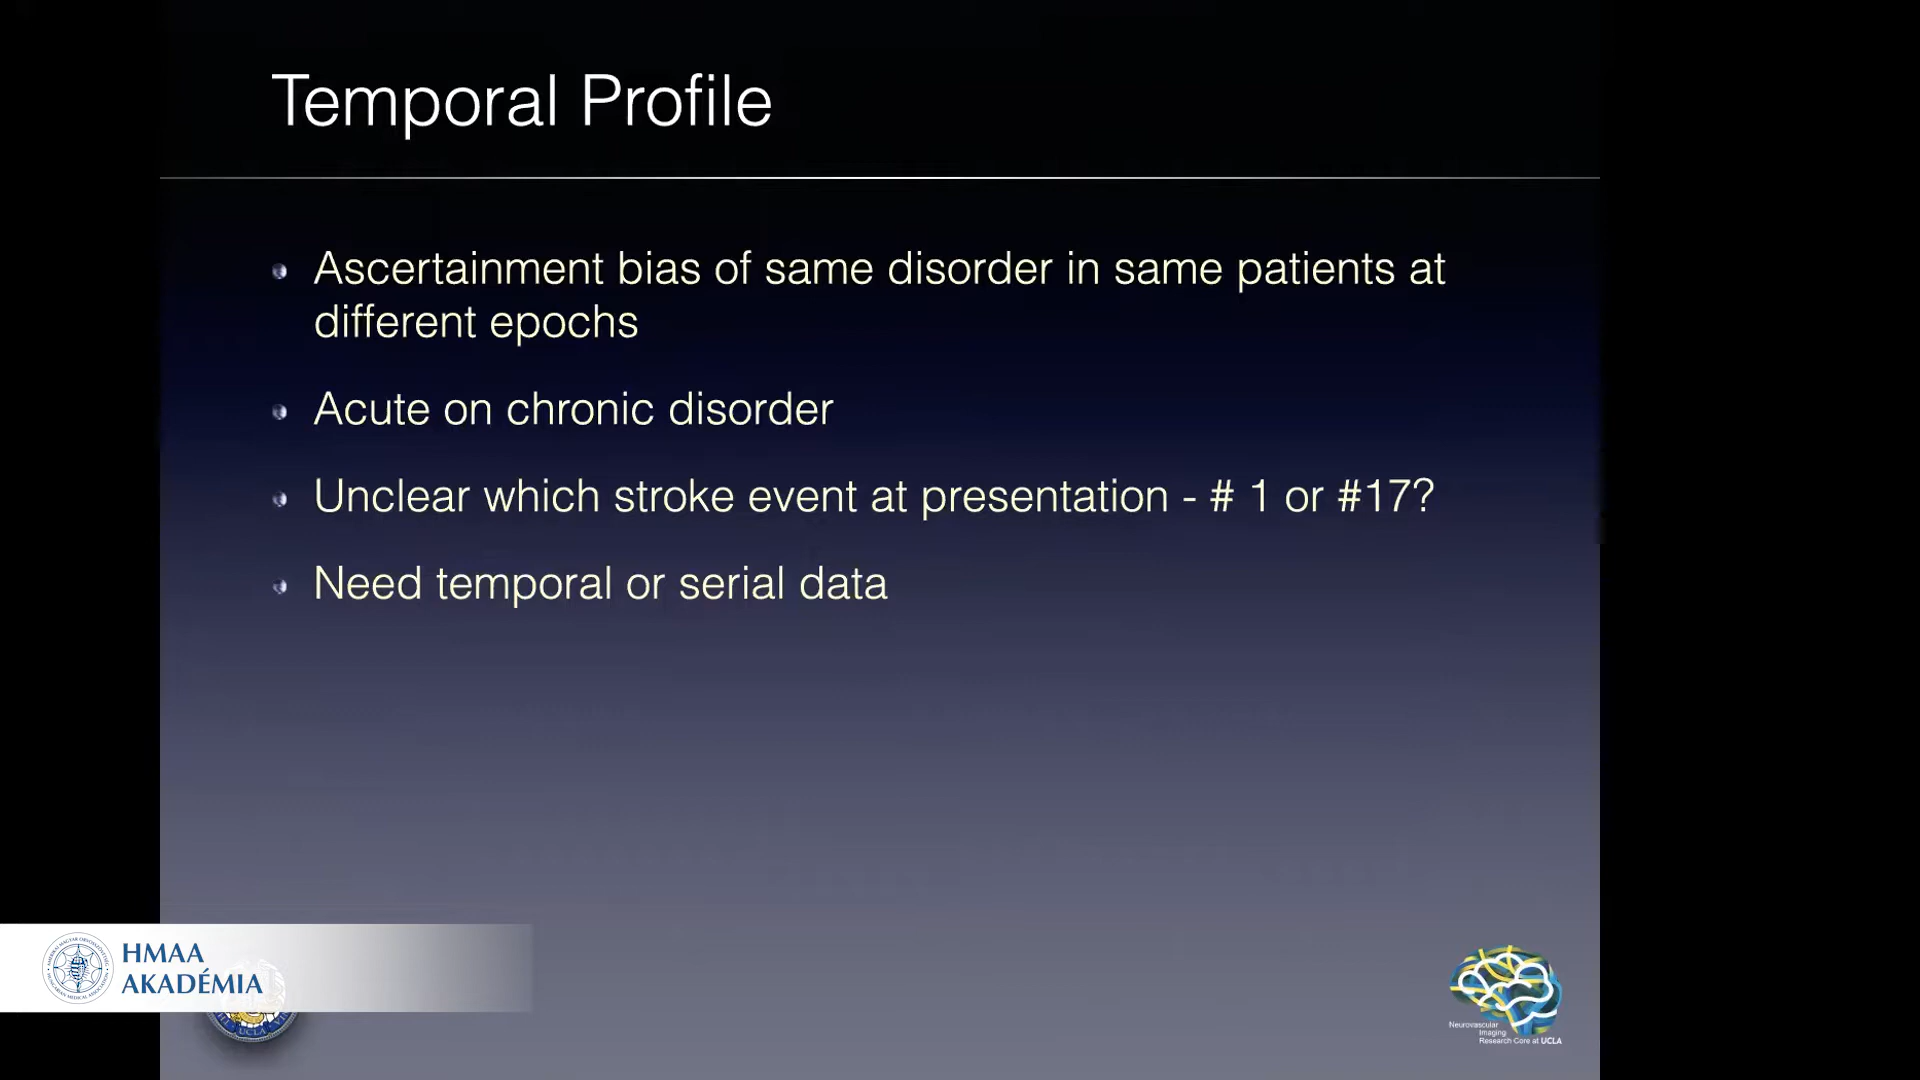 Temporal Profile
Ascertainment bias of same disorder in same patients at
different epochs
Acute on chronic disorder
Unclear which stroke event at presentation - # 1 or #17?
Need temporal or serial data
HMAA
AKADÉMIA
UCLA
Neurovascular
Imaging
Research Core at UCLA